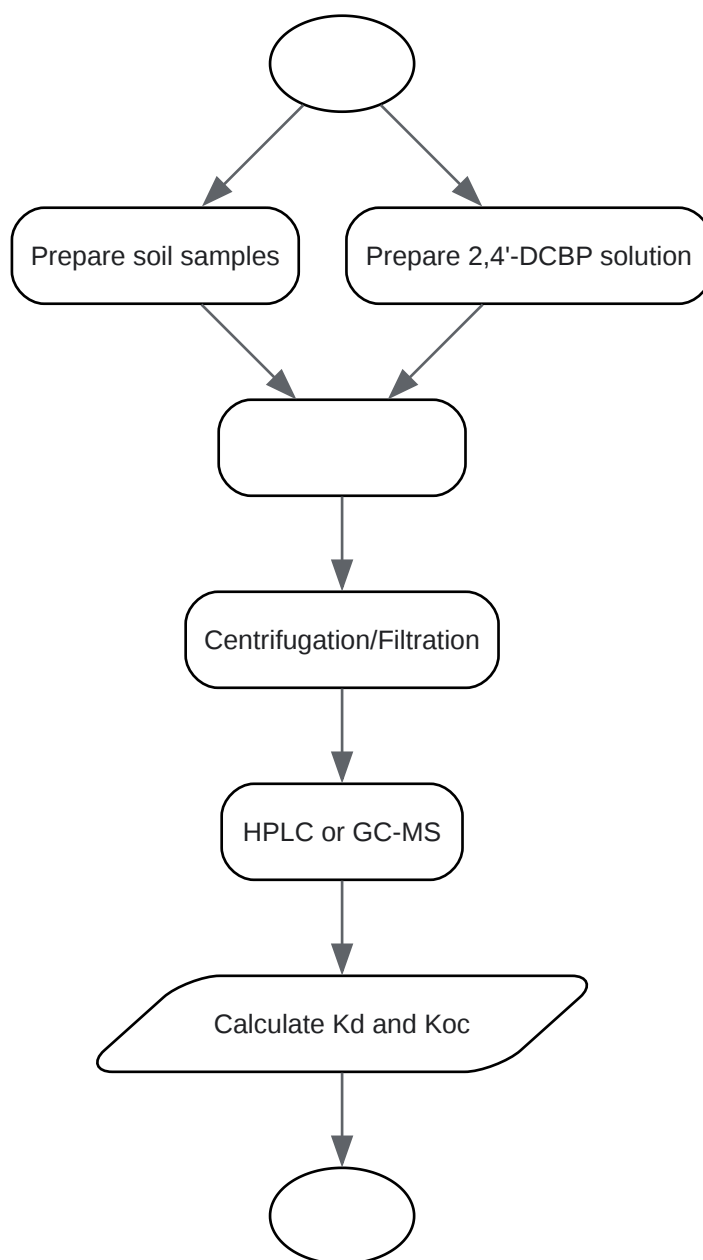 Prepare soil samples
Prepare 2,4'-DCBP solution
Centrifugation/Filtration
HPLC or GC-MS
Calculate Kd and Koc